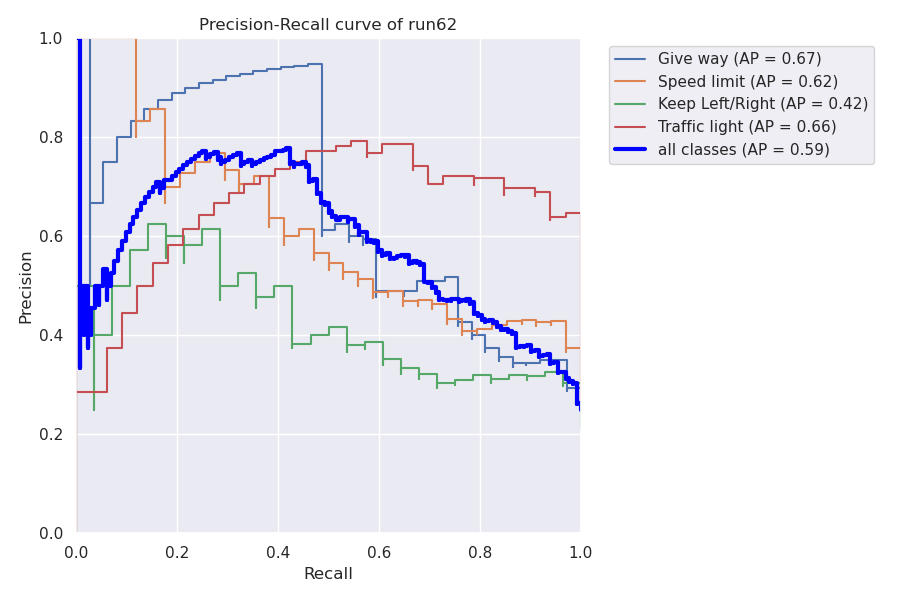 Precision-Recall curve of run62
1.0
0.8
0.6
0.4
0.2
0.0
Precision
0.0 0.2 0.4 0.6 0.8 1.0
Recall
Give way (AP = 0.67)
Speed limit (AP = 0.62)
Keep Left/Right (AP = 0.42)
Traffic light (AP = 0.66)
all classes (AP = 0.59)